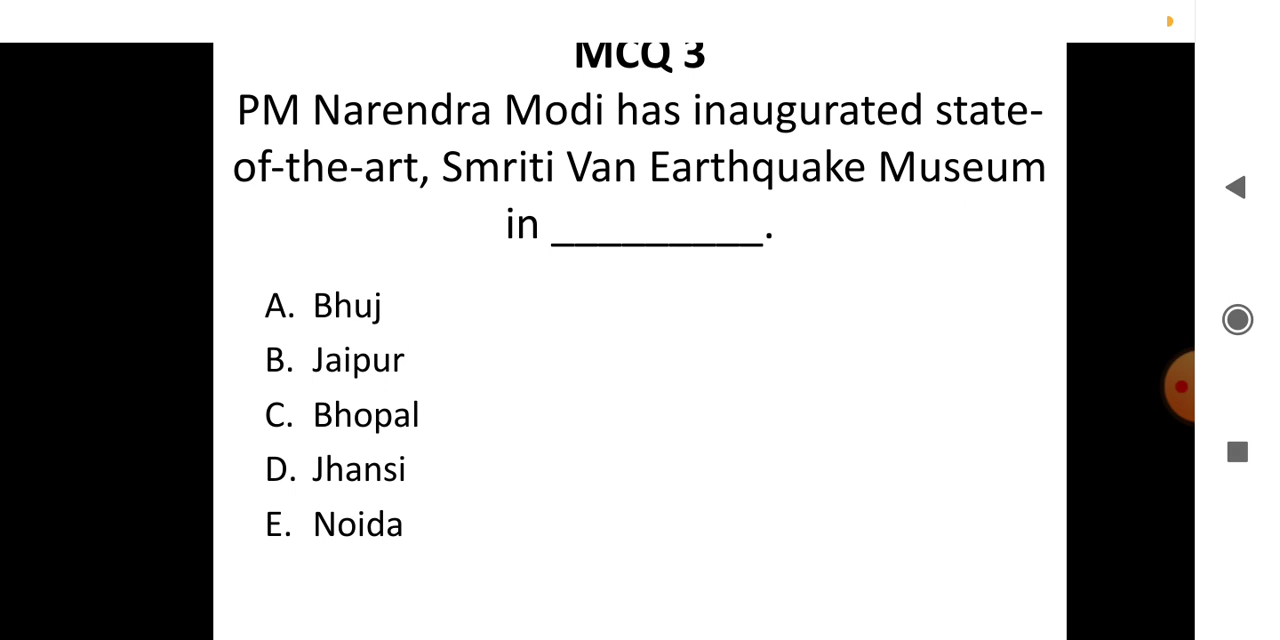 MCQ 3
PM Narendra Modi has inaugurated state-
of-the-art, Smriti Van Earthquake Museum
in _________.
A. Bhuj
B. Jaipur
C. Bhopal
D. Jhansi
E. Noida